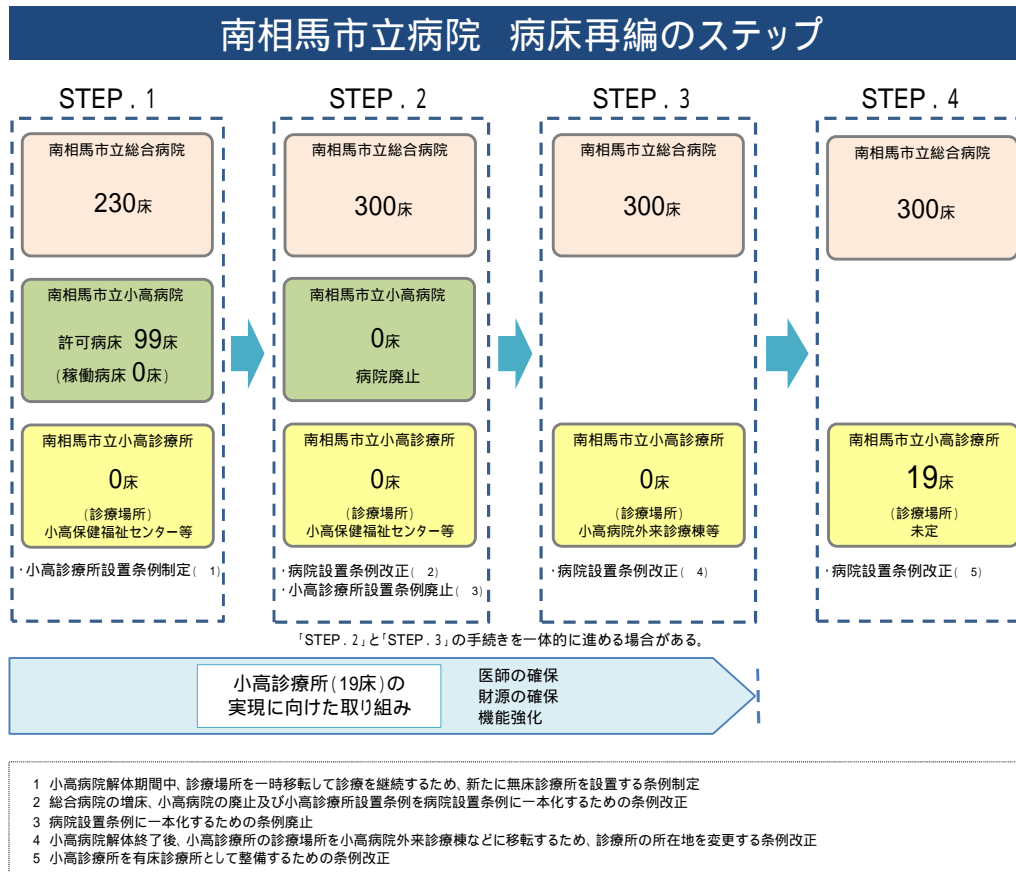 南相馬市立病院 病床再編のステップ
STEP．1
南相馬市立総合病院
230床
南相馬市立小高病院
許可病床 99床
(稼働病床 0床)
南相馬市立小高診療所
0床
(診療場所)
小高保健福祉センター等
・小高診療所設置条例制定( 1)
STEP．2
南相馬市立総合病院
300床
南相馬市立小高病院
0床
病院廃止
南相馬市立小高診療所
0床
(診療場所)
小高保健福祉センター等
・病院設置条例改正( 2)
・小高診療所設置条例廃止( 3)
STEP．3
南相馬市立総合病院
300床
南相馬市立小高診療所
0床
(診療場所)
小高病院外来診療棟等
・病院設置条例改正( 4)
STEP．4
南相馬市立総合病院
300床
南相馬市立小高診療所
19床
(診療場所)
未定
・病院設置条例改正( 5)
「STEP．2」と「STEP．3」の手続きを一体的に進める場合がある。
小高診療所(19床)の
実現に向けた取り組み
医師の確保
財源の確保
機能強化
1 小高病院解体期間中、診療場所を一時移転して診療を継続するため、新たに無床診療所を設置する条例制定
2 総合病院の増床、小高病院の廃止及び小高診療所設置条例を病院設置条例に一本化するための条例改正
3 病院設置条例に一本化するための条例廃止
4 小高病院解体終了後、小高診療所の診療場所を小高病院外来診療棟などに移転するため、診療所の所在地を変更する条例改正
5 小高診療所を有床診療所として整備するための条例改正